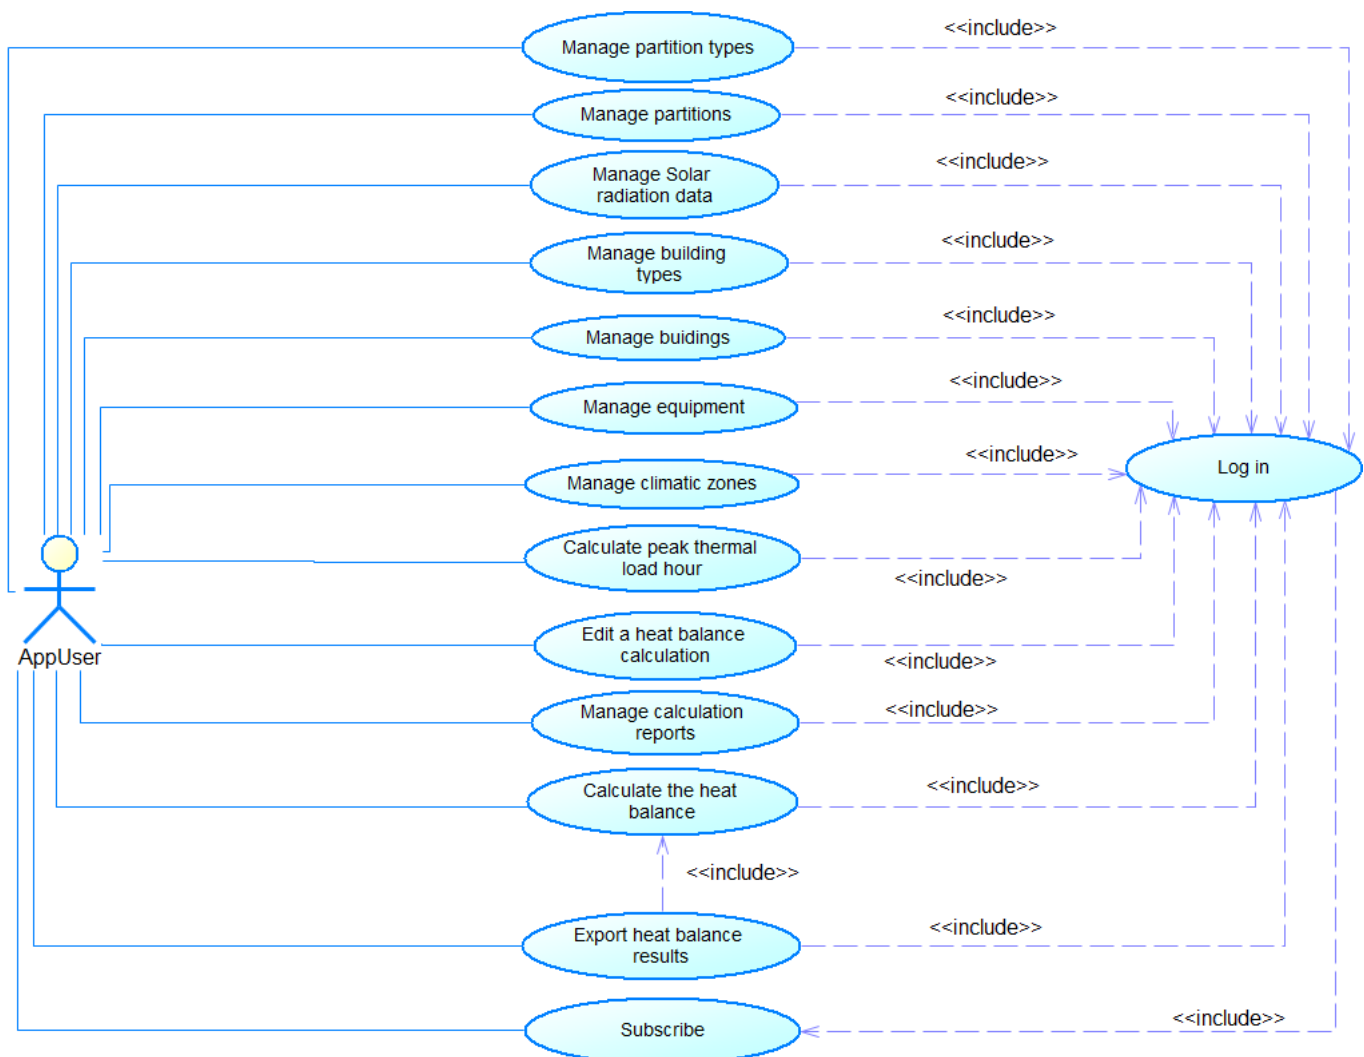 Manage partition types
<<include>>
Manage partitions
<<include>>
Manage Solar
radiation data
<<include>>
Manage building
types
<<include>>
Manage buidings
<<include>>
Manage equipment
<<include>>
Manage climatic zones
<<include>>
Log in
Calculate peak thermal
load hour
<<include>>
AppUser
Edit a heat balance
calculation
<<include>>
Manage calculation
reports
<<include>>
Calculate the heat
balance
<<include>>
<<include>>
Export heat balance
results
<<include>>
Subscribe
<<include>>